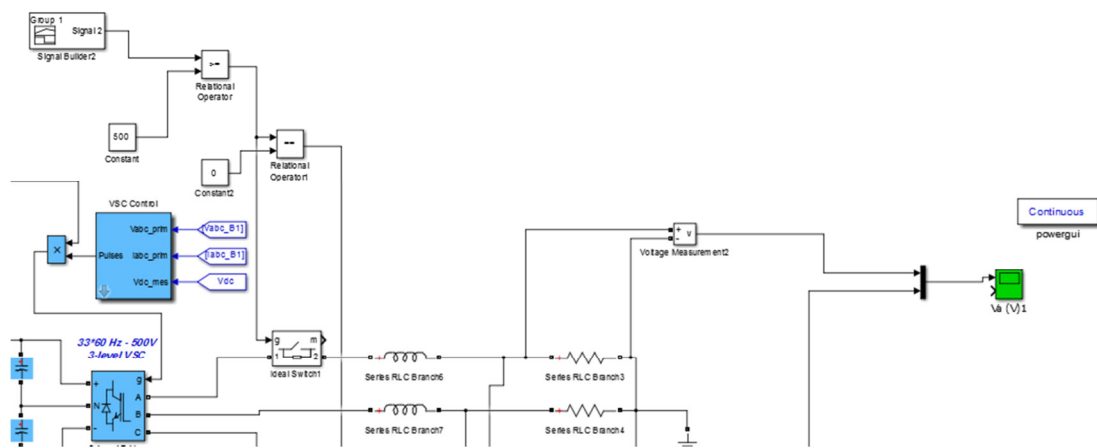 Group 1
Signal 2
Signal Builder2
>=
Relational
Operator
500
Constant
==
Relational
Operator1
0
Constant2
VSC Control
Vabc_prim
[Vabc_B1]
Pulses
Iabc_prim
[Iabc_B1]
Vdc_mes
Vdc
×
Continuous
powergui
+
-
v
Voltage Measurement2
Va (V)1
33*60 Hz - 500V
3-level VSC
g
m
1
2
Ideal Switch1
+
Series RLC Branch6
+
Series RLC Branch3
+
N
-
g
A
B
C
+
Series RLC Branch7
+
Series RLC Branch4